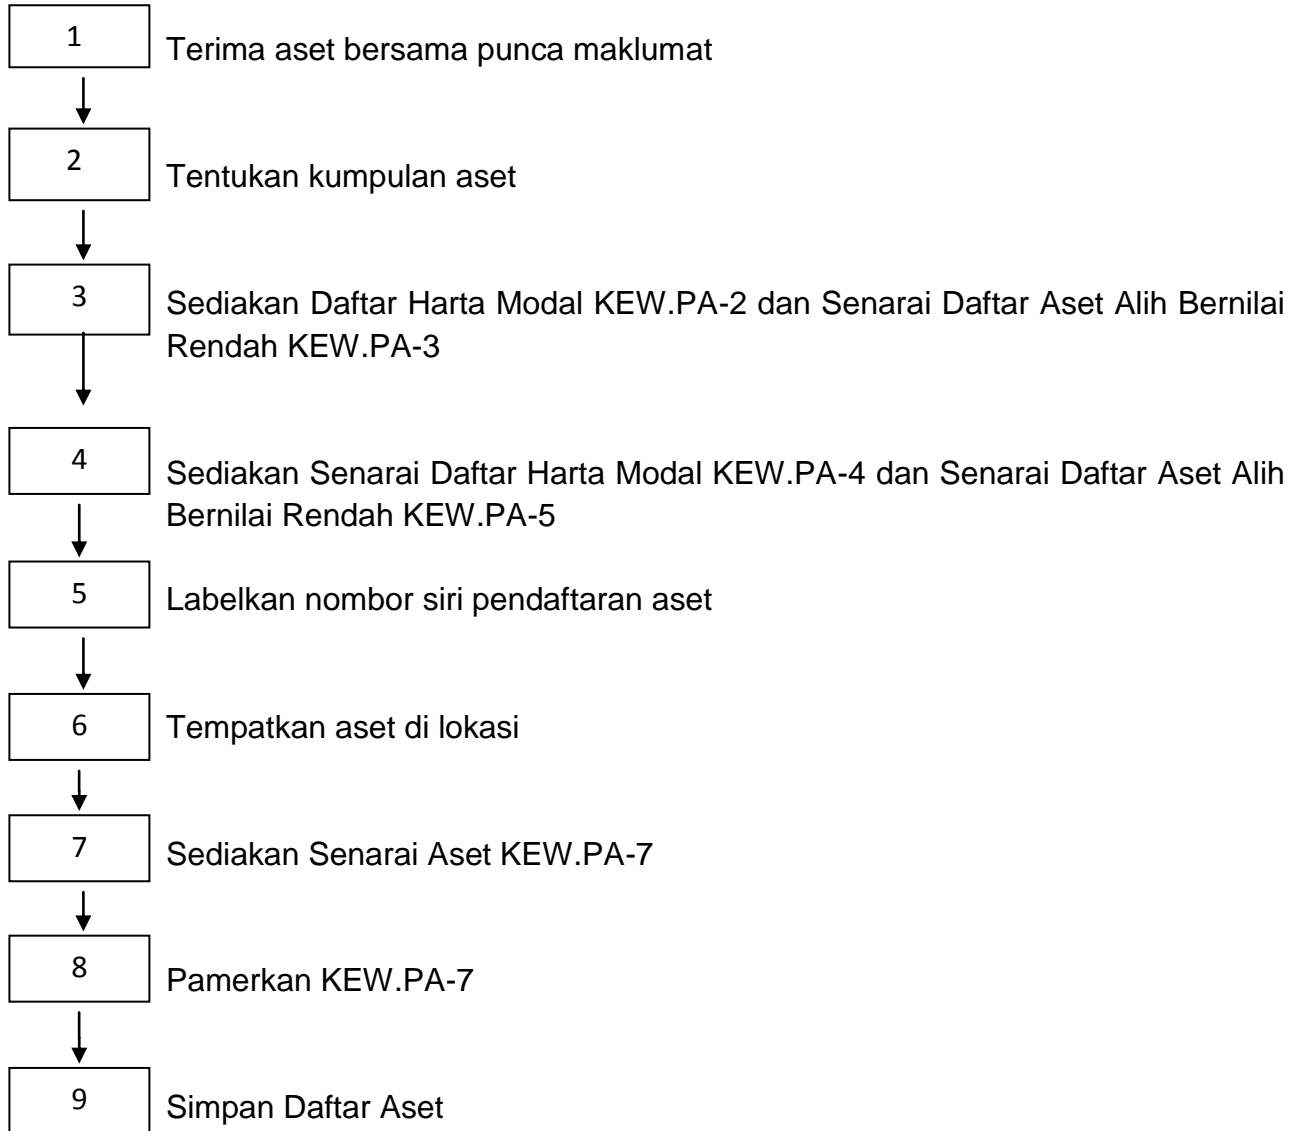 1
Terima aset bersama punca maklumat
2
Tentukan kumpulan aset
3
Sediakan Daftar Harta Modal KEW.PA-2 dan Senarai Daftar Aset Alih Bernilai
Rendah KEW.PA-3
4
Sediakan Senarai Daftar Harta Modal KEW.PA-4 dan Senarai Daftar Aset Alih
Bernilai Rendah KEW.PA-5
5
Labelkan nombor siri pendaftaran aset
6
Tempatkan aset di lokasi
7
Sediakan Senarai Aset KEW.PA-7
8
Pamerkan KEW.PA-7
9
Simpan Daftar Aset